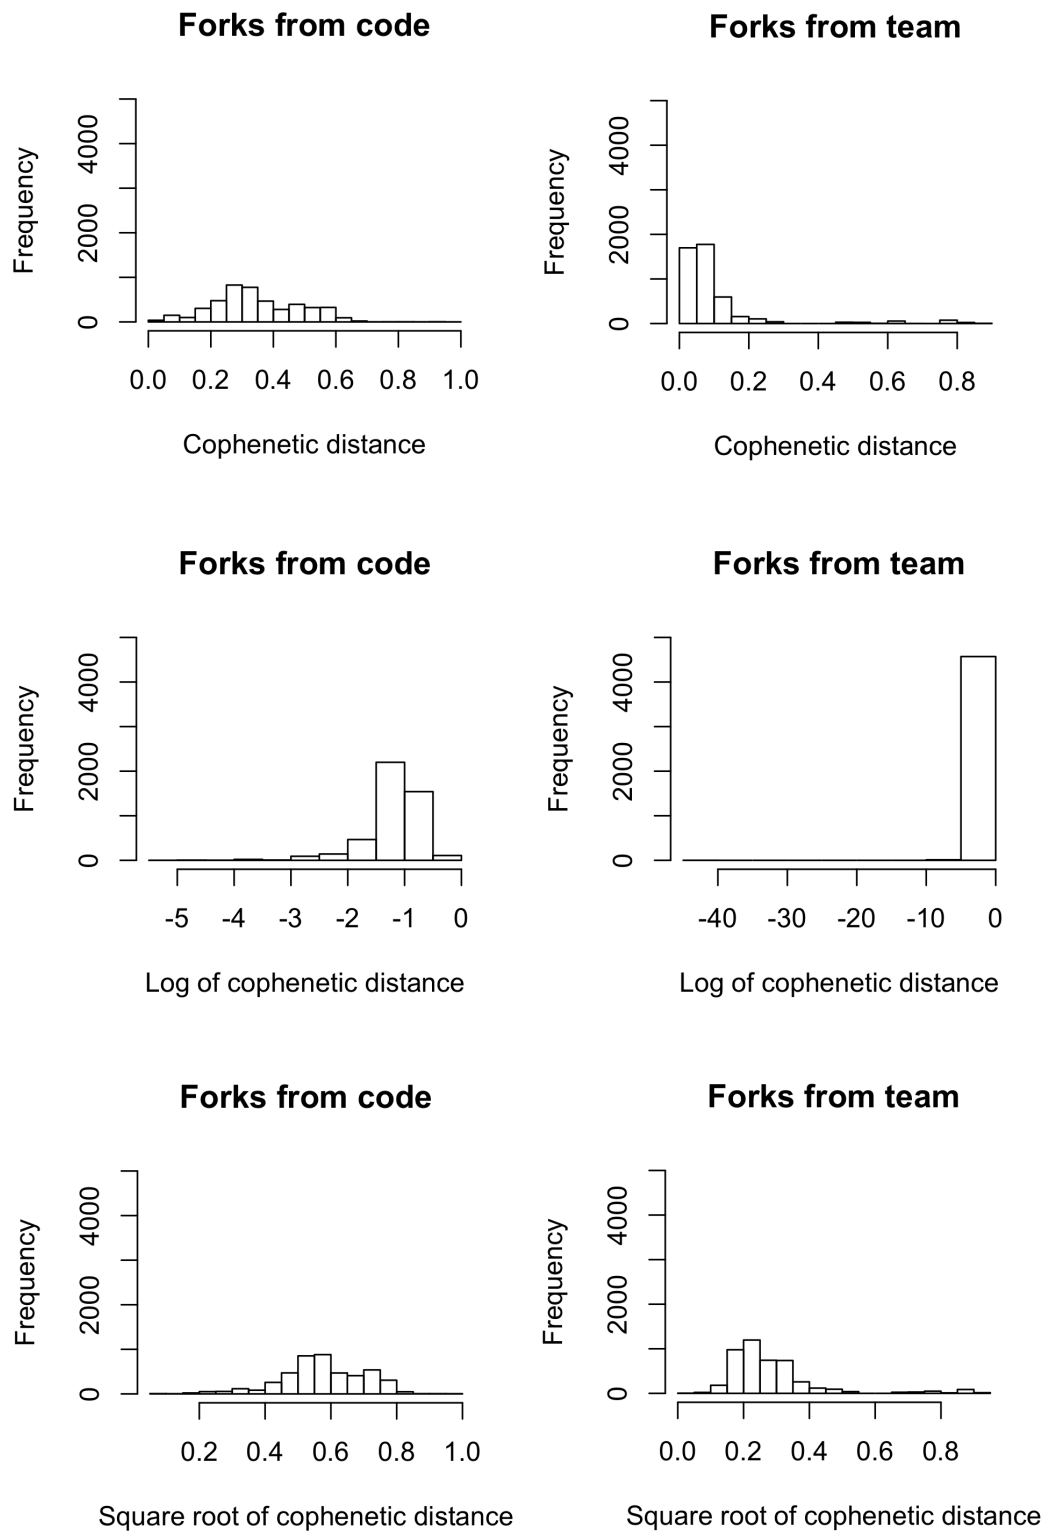 Forks from code
Forks from team
Frequency
0
2000
4000
0.0 0.2 0.4 0.6 0.8 1.0
Cophenetic distance
Frequency
0
2000
4000
0.0 0.2 0.4 0.6 0.8
Cophenetic distance
Forks from code
Forks from team
Frequency
0
2000
4000
-5 -4 -3 -2 -1 0
Log of cophenetic distance
Frequency
0
2000
4000
-40 -30 -20 -10 0
Log of cophenetic distance
Forks from code
Forks from team
Frequency
0
2000
4000
0.2 0.4 0.6 0.8 1.0
Square root of cophenetic distance
Frequency
0
2000
4000
0.0 0.2 0.4 0.6 0.8
Square root of cophenetic distance